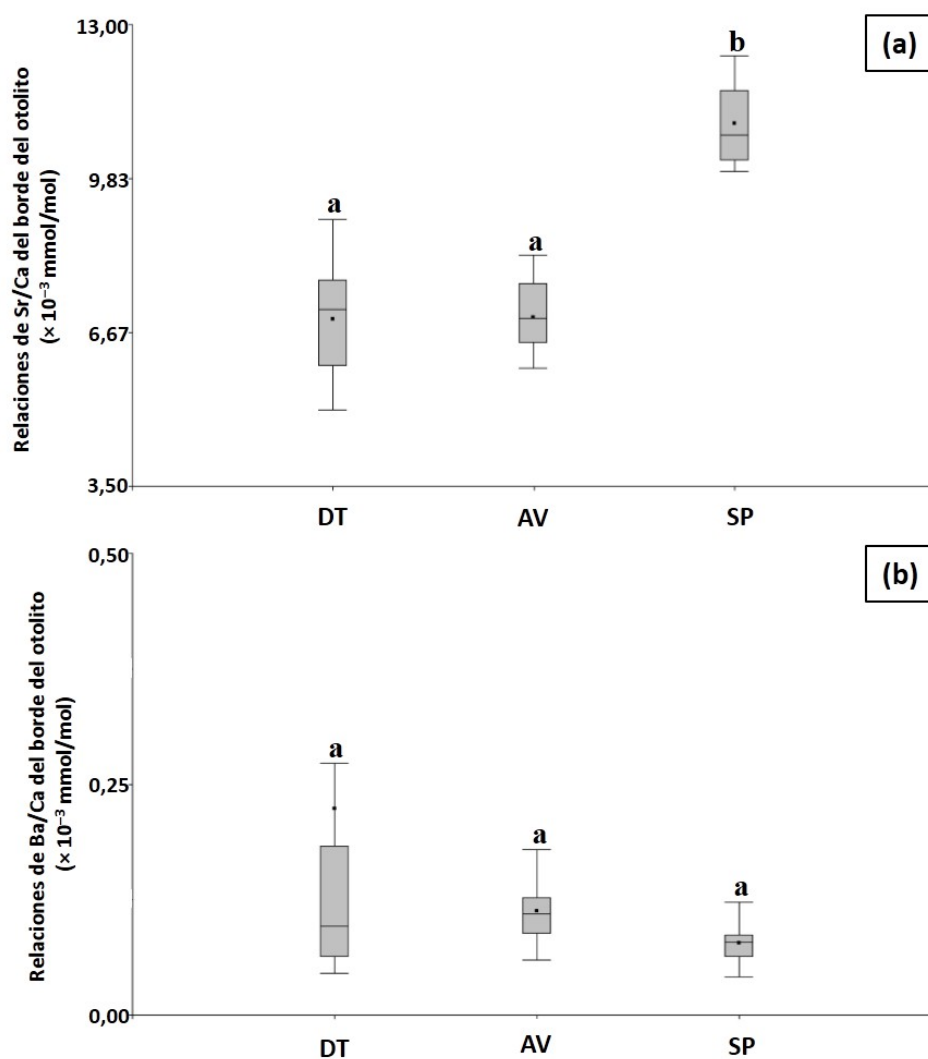 (a)
Relaciones de Sr/Ca del borde del otolito
(× 10⁻³ mmol/mol)
13,00
9,83
6,67
3,50
a
a
b
DT
AV
SP
(b)
Relaciones de Ba/Ca del borde del otolito
(× 10⁻³ mmol/mol)
0,50
0,25
0,00
a
a
a
DT
AV
SP